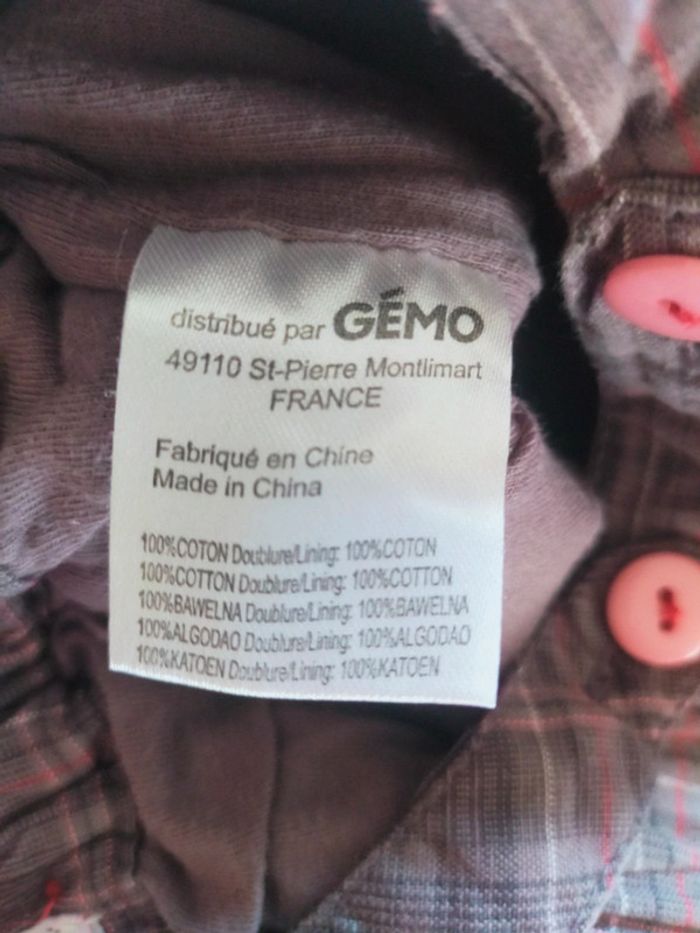 distribué par GÉMO
49110 St-Pierre Montlimart
FRANCE
Fabriqué en Chine
Made in China
100%COTON Doublure/Lining: 100%COTON
100%COTTON Doublure/Lining: 100%COTTON
100%BAWELNA Doublure/Lining: 100%BAWELNA
100%ALGODAO Doublure/Lining: 100%ALGODAO
100%KATOEN Doublure/Lining: 100%KATOEN